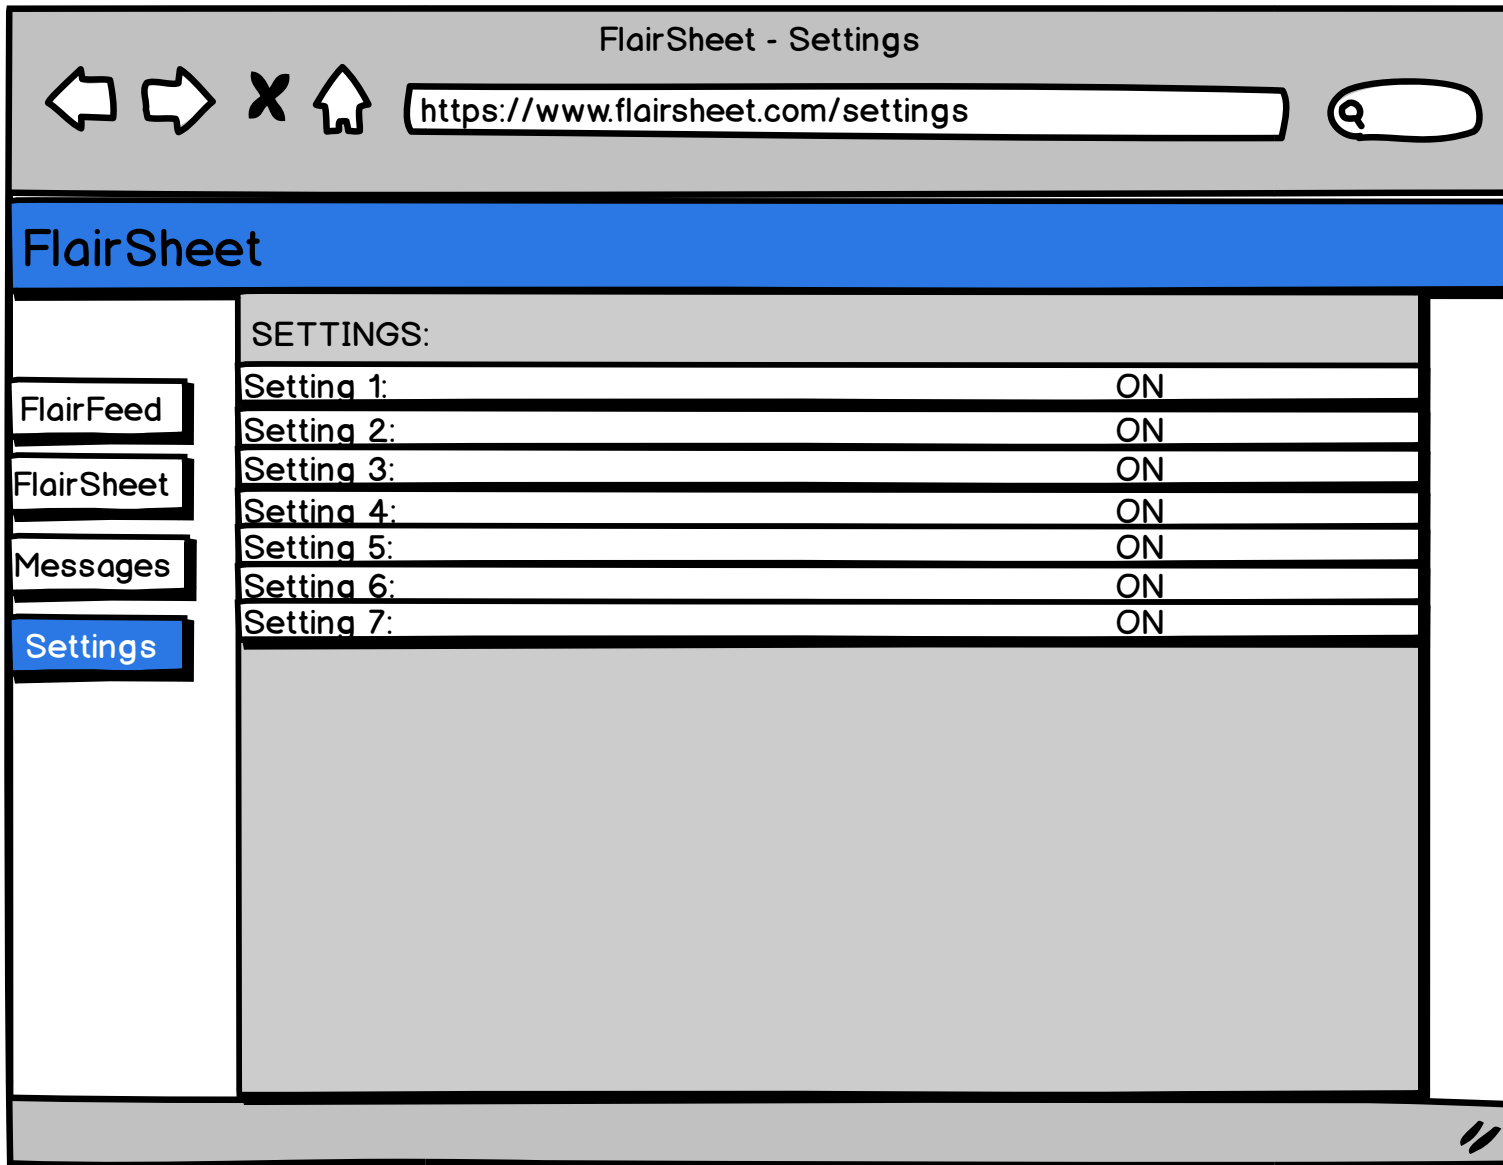 FlairSheet - Settings
https://www.flairsheet.com/settings
FlairSheet
SETTINGS:
Setting 1: ON
Setting 2: ON
Setting 3: ON
Setting 4: ON
Setting 5: ON
Setting 6: ON
Setting 7: ON
FlairFeed
FlairSheet
Messages
Settings